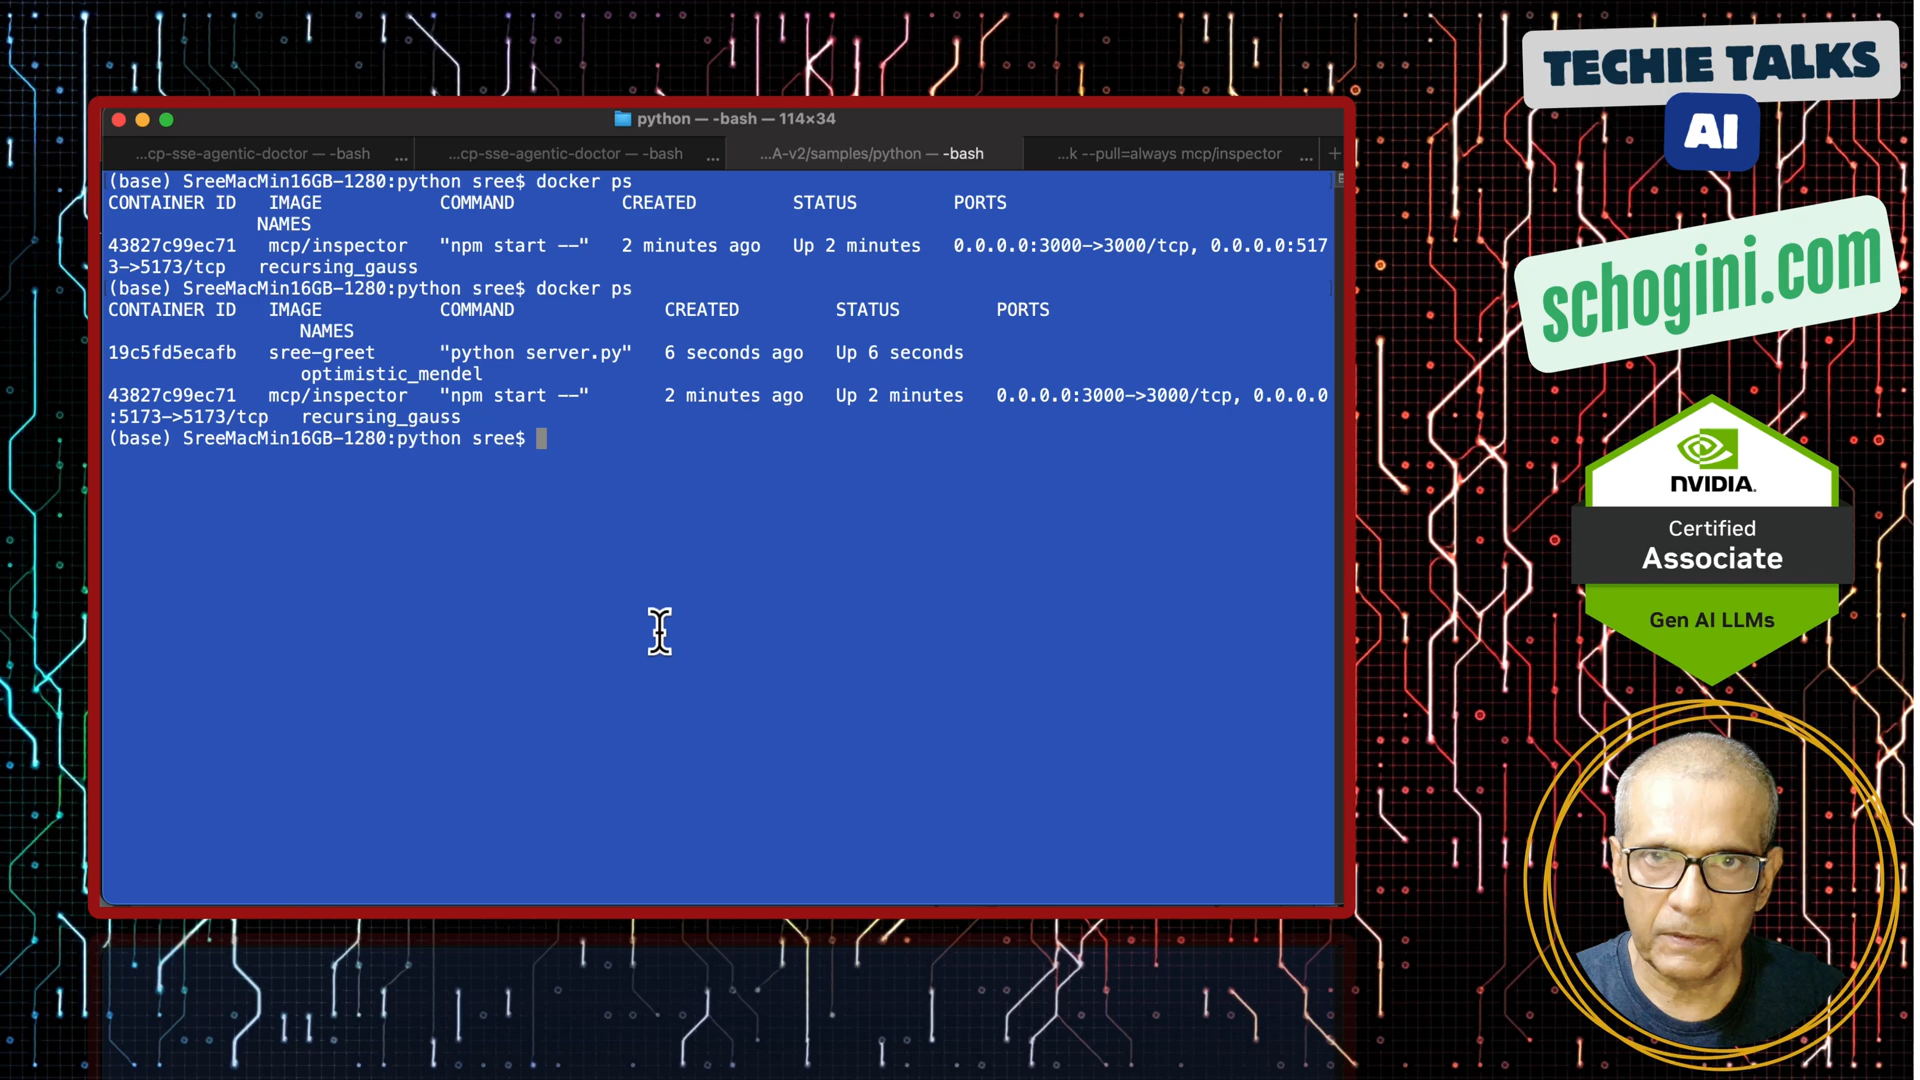 python — -bash — 114×34
...cp-sse-agentic-doctor — -bash ...
...cp-sse-agentic-doctor — -bash ...
...A-v2/samples/python — -bash
...k --pull=always mcp/inspector ...
+
(base) SreeMacMin16GB-1280:python sree$ docker ps
CONTAINER ID   IMAGE           COMMAND          CREATED         STATUS         PORTS
NAMES
43827c99ec71   mcp/inspector   "npm start --"   2 minutes ago   Up 2 minutes   0.0.0.0:3000->3000/tcp, 0.0.0.0:517
3->5173/tcp   recursing_gauss
(base) SreeMacMin16GB-1280:python sree$ docker ps
CONTAINER ID   IMAGE           COMMAND              CREATED         STATUS         PORTS
NAMES
19c5fd5ecafb   sree-greet      "python server.py"   6 seconds ago   Up 6 seconds
optimistic_mendel
43827c99ec71   mcp/inspector   "npm start --"       2 minutes ago   Up 2 minutes   0.0.0.0:3000->3000/tcp, 0.0.0.0
:5173->5173/tcp   recursing_gauss
(base) SreeMacMin16GB-1280:python sree$
TECHIE TALKS
AI
schogini.com
NVIDIA.
Certified
Associate
Gen AI LLMs